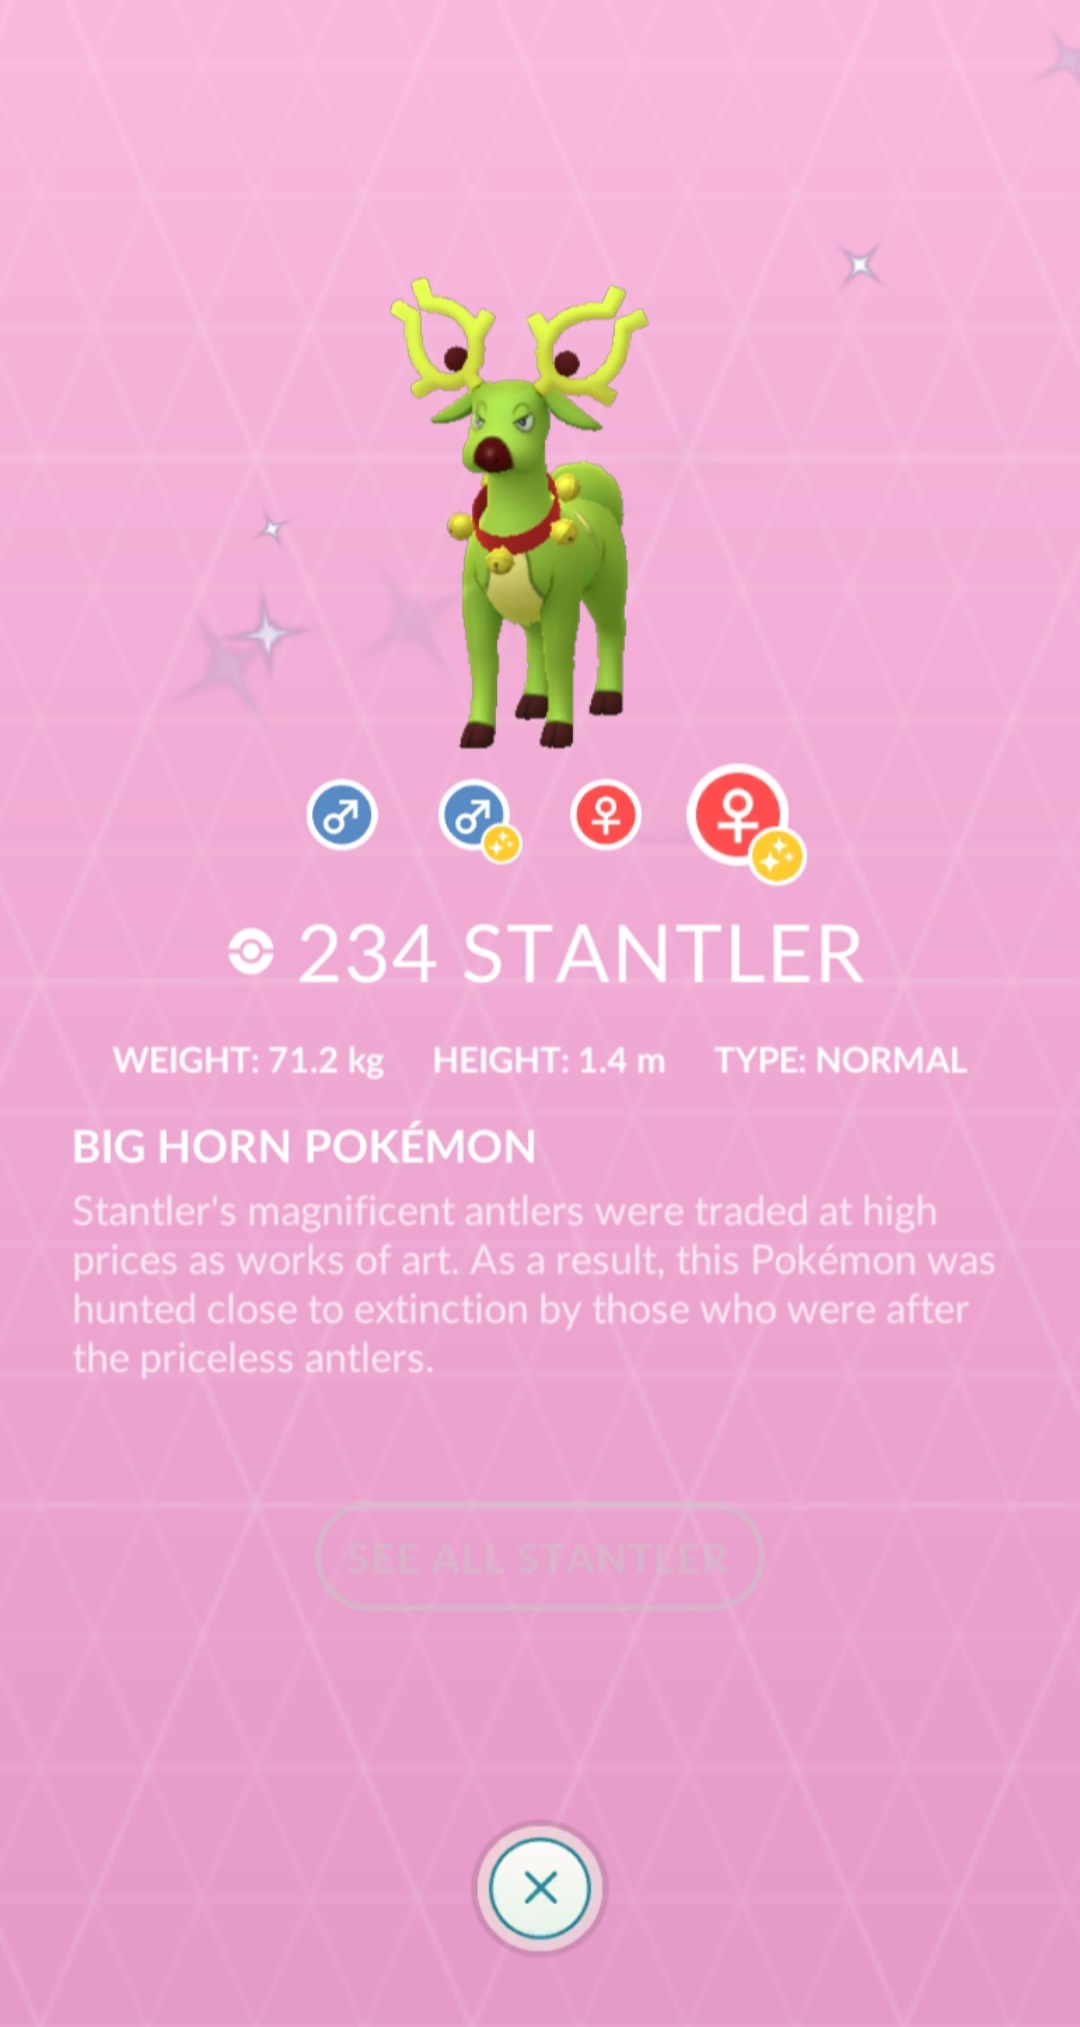 234 STANTLER
WEIGHT: 71.2 kg HEIGHT: 1.4 m TYPE: NORMAL
BIG HORN POKÉMON
Stantler's magnificent antlers were traded at high
prices as works of art. As a result, this Pokémon was
hunted close to extinction by those who were after
the priceless antlers.
SEE ALL STANTLER